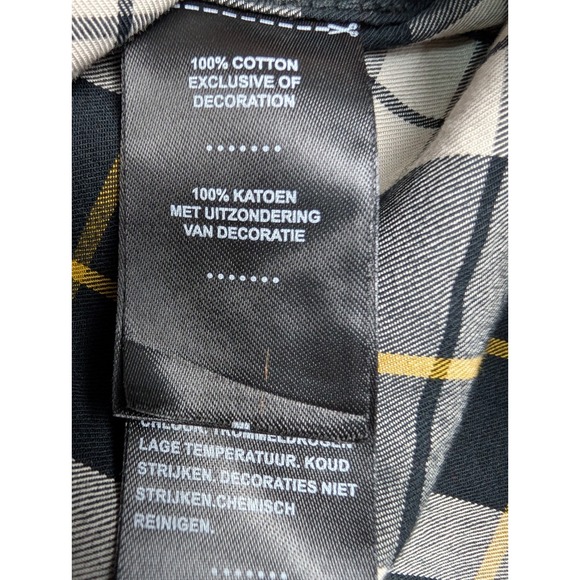 100% COTTON
EXCLUSIVE OF
DECORATION
100% KATOEN
MET UITZONDERING
VAN DECORATIE
LAGE TEMPERATUUR. KOUD
STRIJKEN. DECORATIES NIET
STRIJKEN.CHEMISCH
REINIGEN.